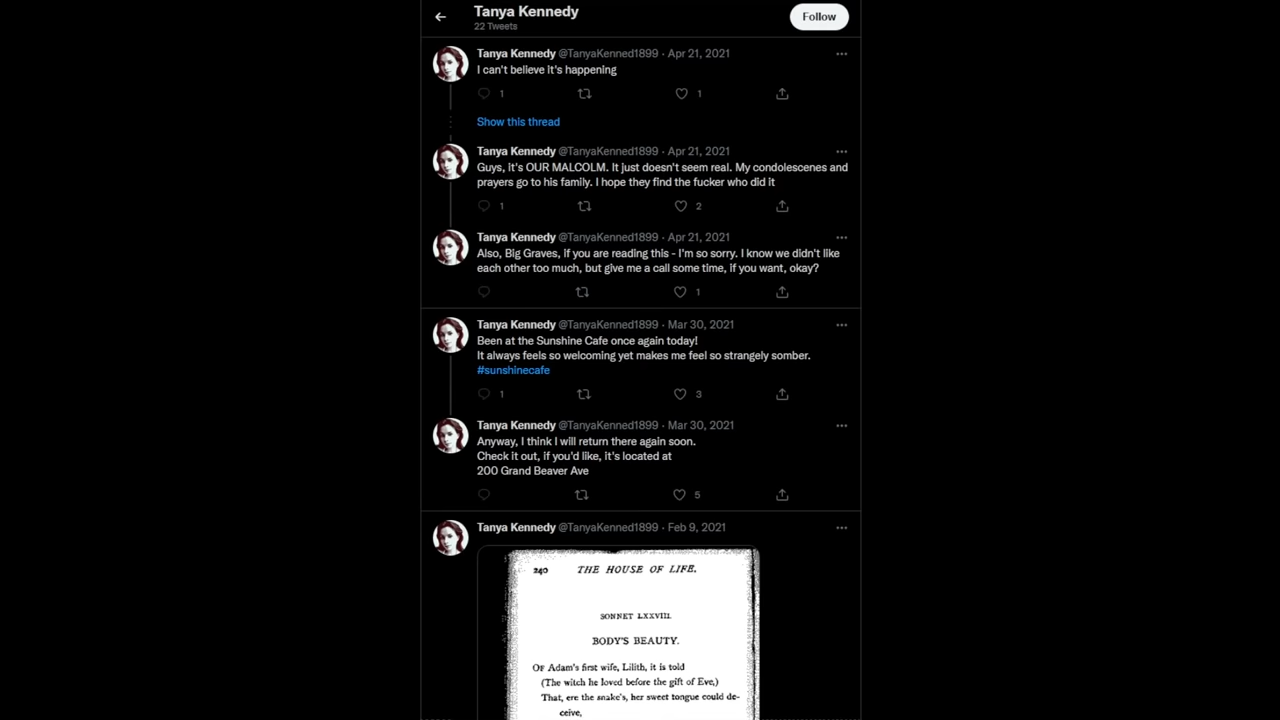 Tanya Kennedy
22 Tweets
Follow
Tanya Kennedy @TanyaKenned1899 · Apr 21, 2021
I can't believe it's happening
1 1
Show this thread
Tanya Kennedy @TanyaKenned1899 · Apr 21, 2021
Guys, it's OUR MALCOLM. It just doesn't seem real. My condolescenes and
prayers go to his family. I hope they find the fucker who did it
1 2
Tanya Kennedy @TanyaKenned1899 · Apr 21, 2021
Also, Big Graves, if you are reading this - I'm so sorry. I know we didn't like
each other too much, but give me a call some time, if you want, okay?
1
Tanya Kennedy @TanyaKenned1899 · Mar 30, 2021
Been at the Sunshine Cafe once again today!
It always feels so welcoming yet makes me feel so strangely somber.
#sunshinecafe
1 3
Tanya Kennedy @TanyaKenned1899 · Mar 30, 2021
Anyway, I think I will return there again soon.
Check it out, if you'd like, it's located at
200 Grand Beaver Ave
5
Tanya Kennedy @TanyaKenned1899 · Feb 9, 2021
240 THE HOUSE OF LIFE.
SONNET LXXVIII.
BODY'S BEAUTY.
OF Adam's first wife, Lilith, it is told
(The witch he loved before the gift of Eve,)
That, ere the snake's, her sweet tongue could de-
ceive,